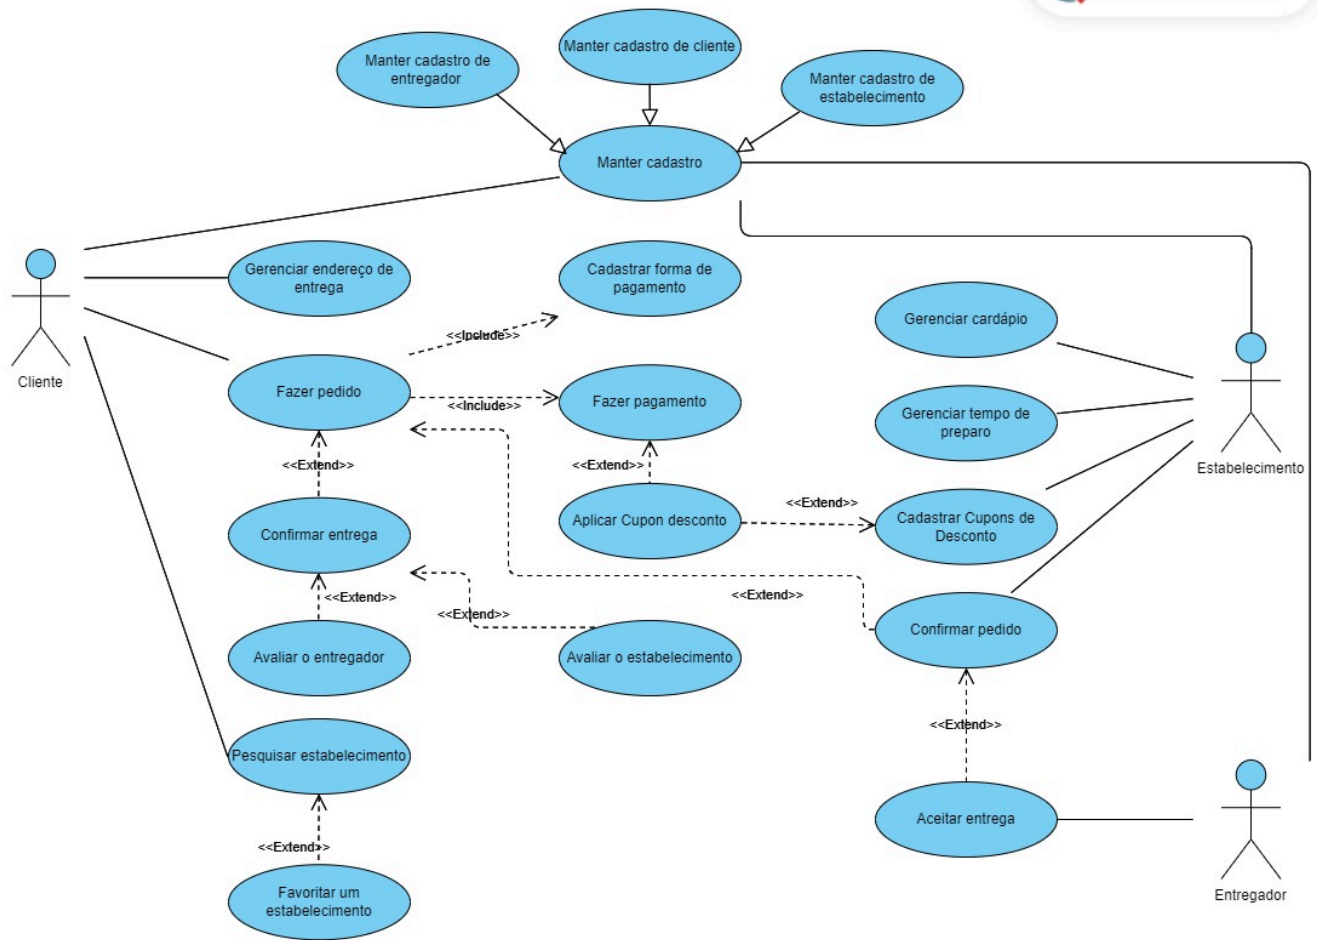 Manter cadastro de cliente
Manter cadastro de
entregador
Manter cadastro de
estabelecimento
Manter cadastro
Gerenciar endereço de
entrega
Cadastrar forma de
pagamento
Gerenciar cardápio
<<Include>>
Cliente
Fazer pedido
<<Include>>
Fazer pagamento
Gerenciar tempo de
preparo
Estabelecimento
<<Extend>>
<<Extend>>
<<Extend>>
Confirmar entrega
Aplicar Cupon desconto
Cadastrar Cupons de
Desconto
<<Extend>>
<<Extend>>
<<Extend>>
Avaliar o entregador
Avaliar o estabelecimento
Confirmar pedido
<<Extend>>
Pesquisar estabelecimento
Aceitar entrega
<<Extend>>
Favoritar um
estabelecimento
Entregador